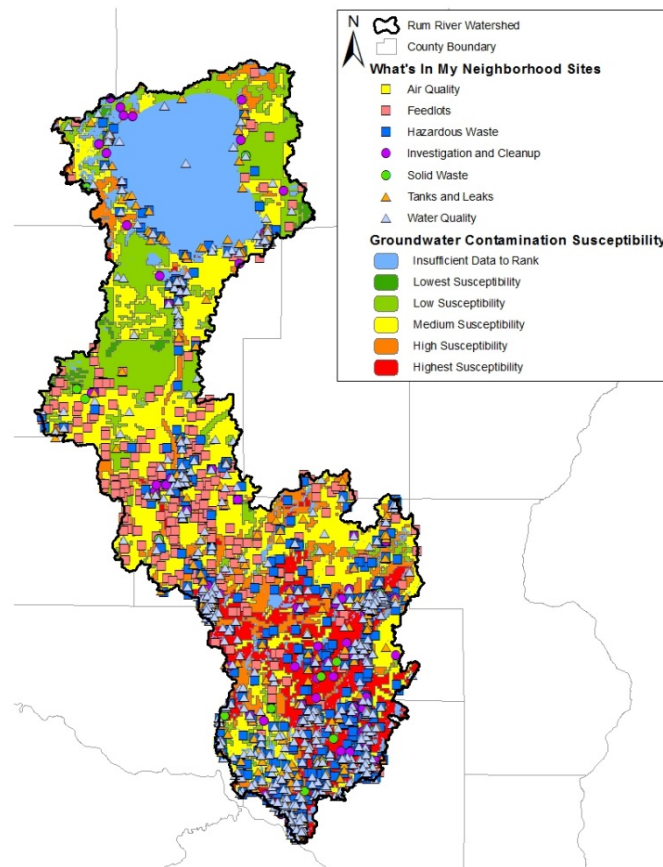 N
Rum River Watershed
County Boundary
What's In My Neighborhood Sites
Air Quality
Feedlots
Hazardous Waste
Investigation and Cleanup
Solid Waste
Tanks and Leaks
Water Quality
Groundwater Contamination Susceptibility
Insufficient Data to Rank
Lowest Susceptibility
Low Susceptibility
Medium Susceptibility
High Susceptibility
Highest Susceptibility